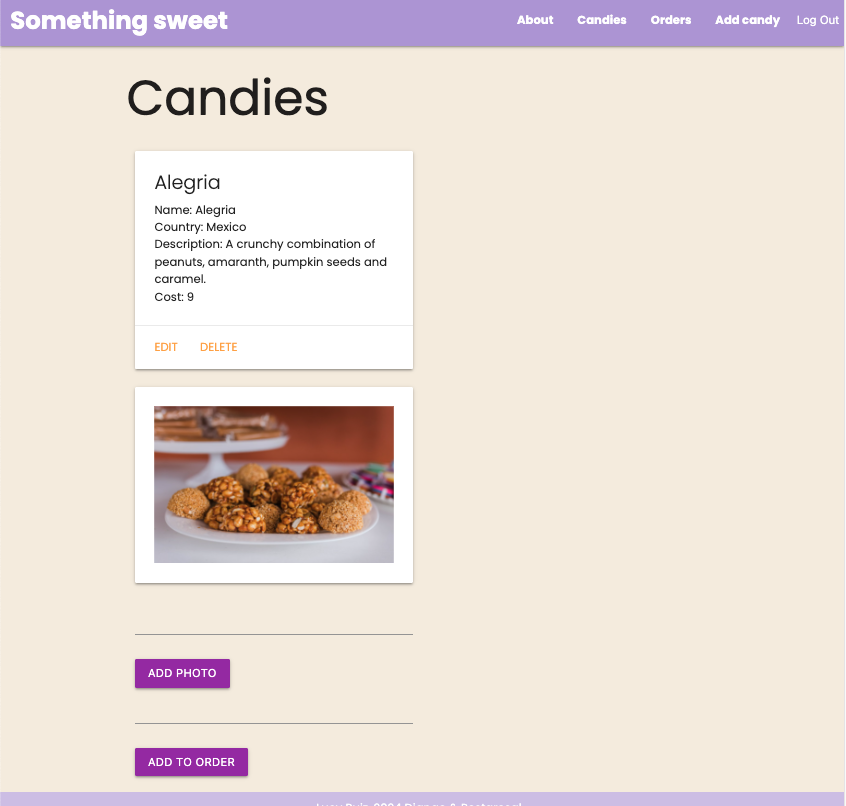 Something sweet
About Candies Orders Add candy Log Out
Candies
Alegria
Name: Alegria
Country: Mexico
Description: A crunchy combination of
peanuts, amaranth, pumpkin seeds and
caramel.
Cost: 9
EDIT DELETE
ADD PHOTO
ADD TO ORDER